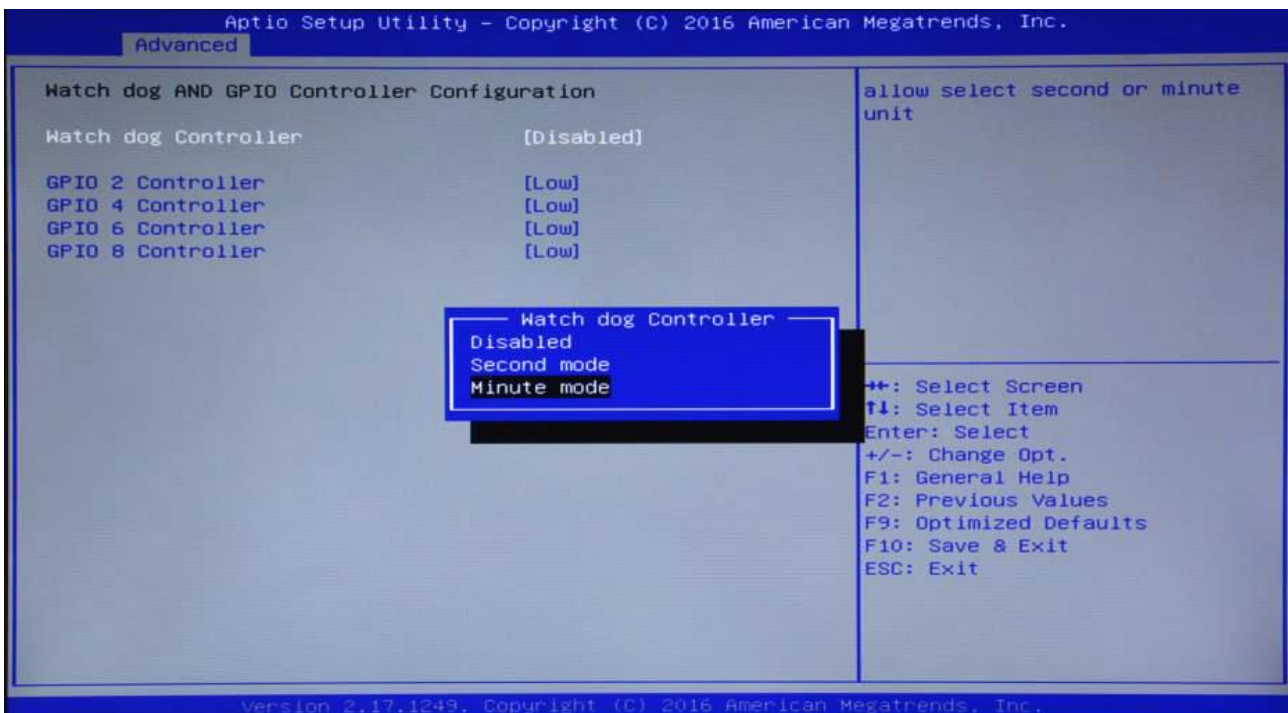 Aptio Setup Utility – Copyright (C) 2016 American Megatrends, Inc.
Advanced
Watch dog AND GPIO Controller Configuration
Watch dog Controller [Disabled]
GPIO 2 Controller [Low]
GPIO 4 Controller [Low]
GPIO 6 Controller [Low]
GPIO 8 Controller [Low]
Watch dog Controller
Disabled
Second mode
Minute mode
allow select second or minute
unit
→←: Select Screen
↑↓: Select Item
Enter: Select
+/-: Change Opt.
F1: General Help
F2: Previous Values
F9: Optimized Defaults
F10: Save & Exit
ESC: Exit
Version 2.17.1249. Copyright (C) 2016 American Megatrends, Inc.